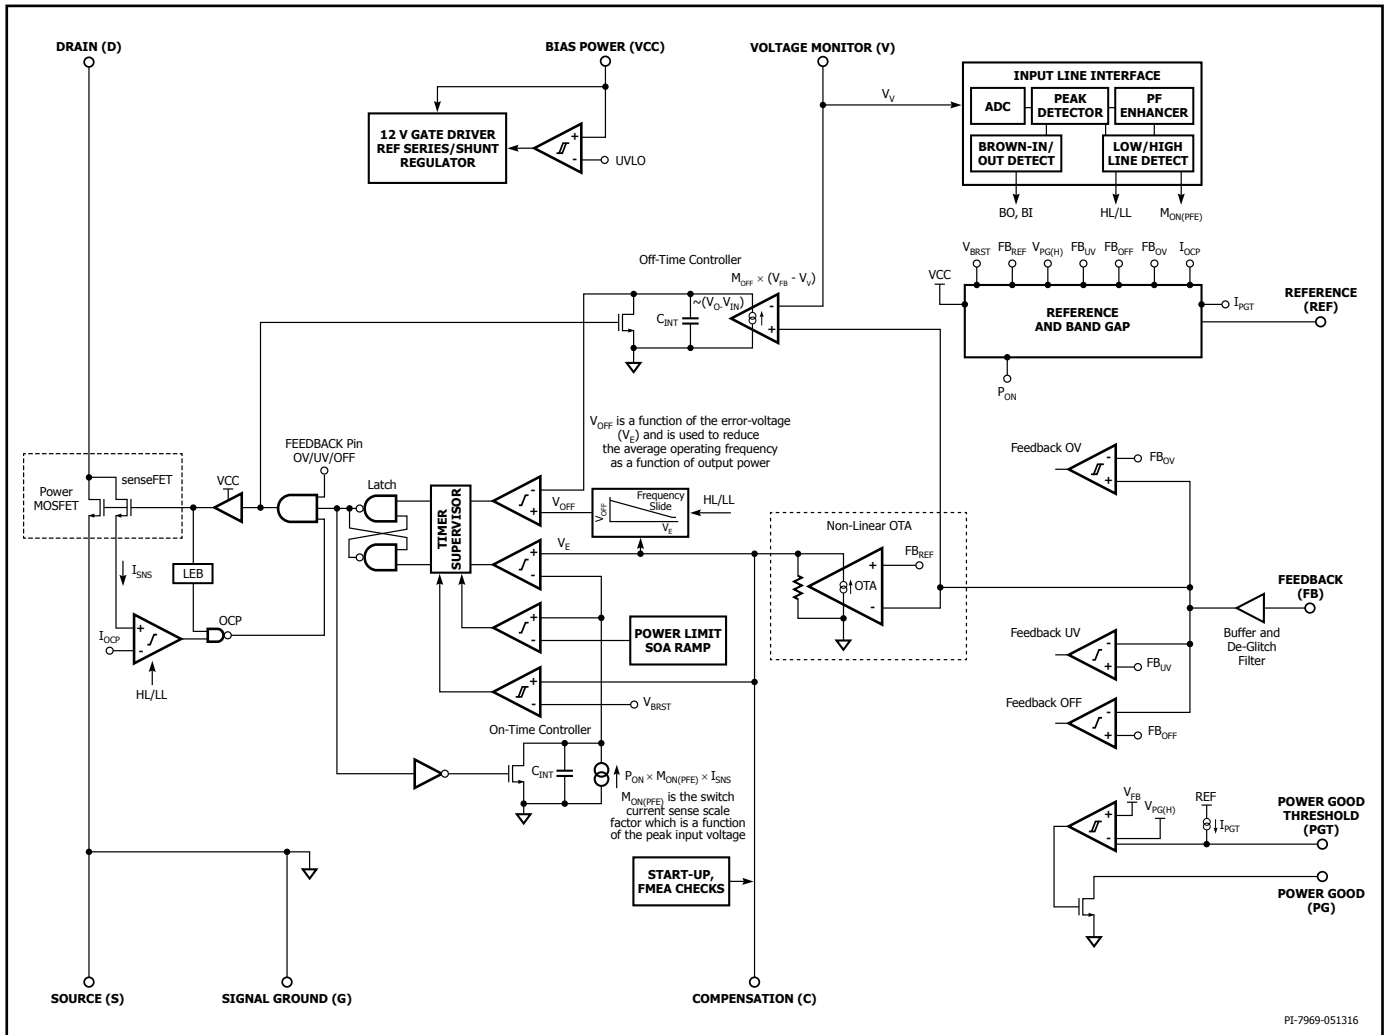 DRAIN (D)
BIAS POWER (VCC)
VOLTAGE MONITOR (V)
12 V GATE DRIVER
REF SERIES/SHUNT
REGULATOR
+
-
UVLO
V_V
INPUT LINE INTERFACE
ADC
PEAK
DETECTOR
PF
ENHANCER
BROWN-IN/
OUT DETECT
LOW/HIGH
LINE DETECT
BO, BI
HL/LL
M_ON(PFE)
Off-Time Controller
M_OFF × (V_FB - V_V)
~(V_O-V_IN)
C_INT
-
+
V_BRST
FB_REF
V_PG(H)
FB_UV
FB_OFF
FB_OV
I_OCP
VCC
REFERENCE
AND BAND GAP
I_PGT
REFERENCE
(REF)
P_ON
V_OFF is a function of the error-voltage
(V_E) and is used to reduce
the average operating frequency
as a function of output power
FEEDBACK Pin
OV/UV/OFF
Power
MOSFET
senseFET
VCC
Latch
TIMER
SUPERVISOR
-
+
V_OFF
Frequency
Slide
V_OFF
V_E
HL/LL
V_E
+
-
Non-Linear OTA
FB_REF
+
-
OTA
Feedback OV
-
+
FB_OV
FEEDBACK
(FB)
Buffer and
De-Glitch
Filter
Feedback UV
-
+
FB_UV
Feedback OFF
-
+
FB_OFF
I_SNS
LEB
OCP
I_OCP
+
-
HL/LL
+
-
POWER LIMIT
SOA RAMP
+
-
V_BRST
On-Time Controller
C_INT
P_ON × M_ON(PFE) × I_SNS
M_ON(PFE) is the switch
current sense scale
factor which is a function
of the peak input voltage
START-UP,
FMEA CHECKS
V_FB
V_PG(H)
REF
I_PGT
+
-
+
POWER GOOD
THRESHOLD
(PGT)
POWER GOOD
(PG)
SOURCE (S)
SIGNAL GROUND (G)
COMPENSATION (C)
PI-7969-051316